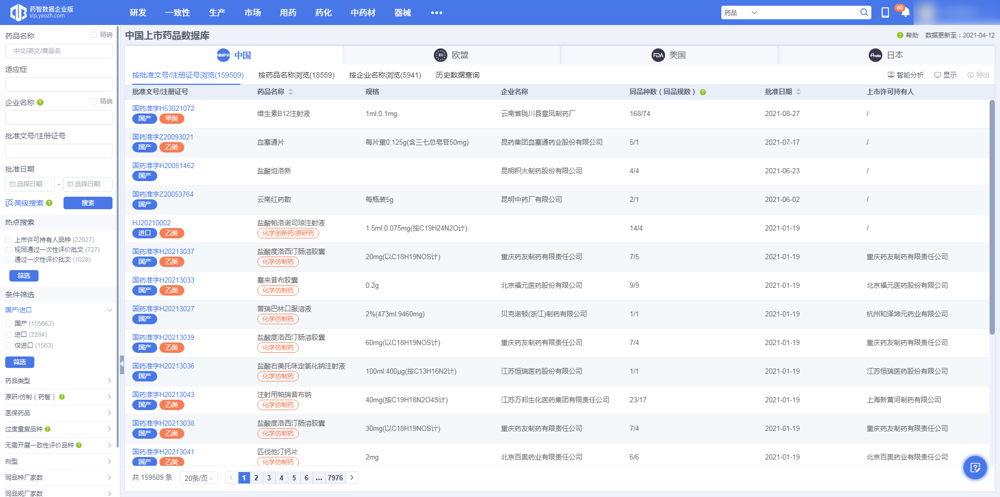 药智数据企业版
vip.yaozh.com
研发 一致性 生产 市场 用药 药化 中药材 器械 •••
药品
60
药品名称 精确
中文/英文/商品名
适应症
企业名称 精确
批准文号/注册证号
批准日期
选择日期 - 选择日期
高级搜索 搜索
热点搜索
上市许可持有人品种 (22927)
视同通过一次性评价批文 (727)
通过一次性评价批文 (1028)
筛选
条件筛选
国产/进口
国产 (155662)
进口 (2284)
仅进口 (1563)
筛选
药品类型
原研/仿制（药智）
医保药品
过度重复品种
无需开展一致性评价品种
剂型
同品种厂家数
同品规厂家数
中国上市药品数据库
帮助 数据更新至：2021-04-12
NMPA 中国 EU 欧盟 FDA 美国 Pmda 日本
按批准文号/注册证号浏览(159509) 按药品名称浏览(18559) 按企业名称浏览(5941) 历史数据查询
智能分析 显示 导出
批准文号/注册证号 药品名称 规格 企业名称 同品种数（同品规数） 批准日期 上市许可持有人
国药准字H53021072 国产 甲类 维生素B12注射液 1ml:0.1mg 云南省陇川县章凤制药厂 168/74 2021-08-27 /
国药准字Z20093021 国产 乙类 血塞通片 每片重0.125g(含三七总皂苷50mg) 昆药集团血塞通药业股份有限公司 5/1 2021-07-17 /
国药准字H20051462 国产 盐酸坦洛新 昆明积大制药股份有限公司 4/4 2021-06-23 /
国药准字Z20053764 国产 云南红药散 每瓶装5g 昆明中药厂有限公司 2/1 2021-06-02 /
HJ20210002 进口 乙类 盐酸帕洛诺司琼注射液 化学创新药/原研药 1.5ml:0.075mg(按C19H24N2O计) 14/4 2021-01-19 /
国药准字H20213037 国产 乙类 盐酸度洛西汀肠溶胶囊 化学仿制药 20mg(以C18H19NOS计) 重庆药友制药有限责任公司 7/5 2021-01-19 重庆药友制药有限责任公司
国药准字H20213033 国产 乙类 塞来昔布胶囊 化学仿制药 0.2g 北京福元医药股份有限公司 9/9 2021-01-19 北京福元医药股份有限公司
国药准字H20213027 国产 普瑞巴林口服溶液 化学仿制药 2%(473ml:9460mg) 贝克诺顿(浙江)制药有限公司 1/1 2021-01-19 杭州和泽坤元药业有限公司
国药准字H20213039 国产 乙类 盐酸度洛西汀肠溶胶囊 化学仿制药 60mg(以C18H19NOS计) 重庆药友制药有限责任公司 7/4 2021-01-19 重庆药友制药有限责任公司
国药准字H20213036 国产 盐酸右美托咪定氯化钠注射液 化学仿制药 100ml:400μg(按C13H16N2计) 江苏恒瑞医药股份有限公司 1/1 2021-01-19 江苏恒瑞医药股份有限公司
国药准字H20213043 国产 乙类 注射用帕瑞昔布钠 化学仿制药 40mg(按C19H18N2O4S计) 江苏万邦生化医药集团有限责任公司 23/17 2021-01-19 上海新黄河制药有限公司
国药准字H20213038 国产 乙类 盐酸度洛西汀肠溶胶囊 化学仿制药 30mg(以C18H19NOS计) 重庆药友制药有限责任公司 7/4 2021-01-19 重庆药友制药有限责任公司
国药准字H20213041 国产 乙类 匹伐他汀钙片 化学仿制药 2mg 北京百奥药业有限责任公司 6/6 2021-01-19 北京百奥药业有限责任公司
共 159509 条 20条/页 < 1 2 3 4 5 6 ... 7976 >